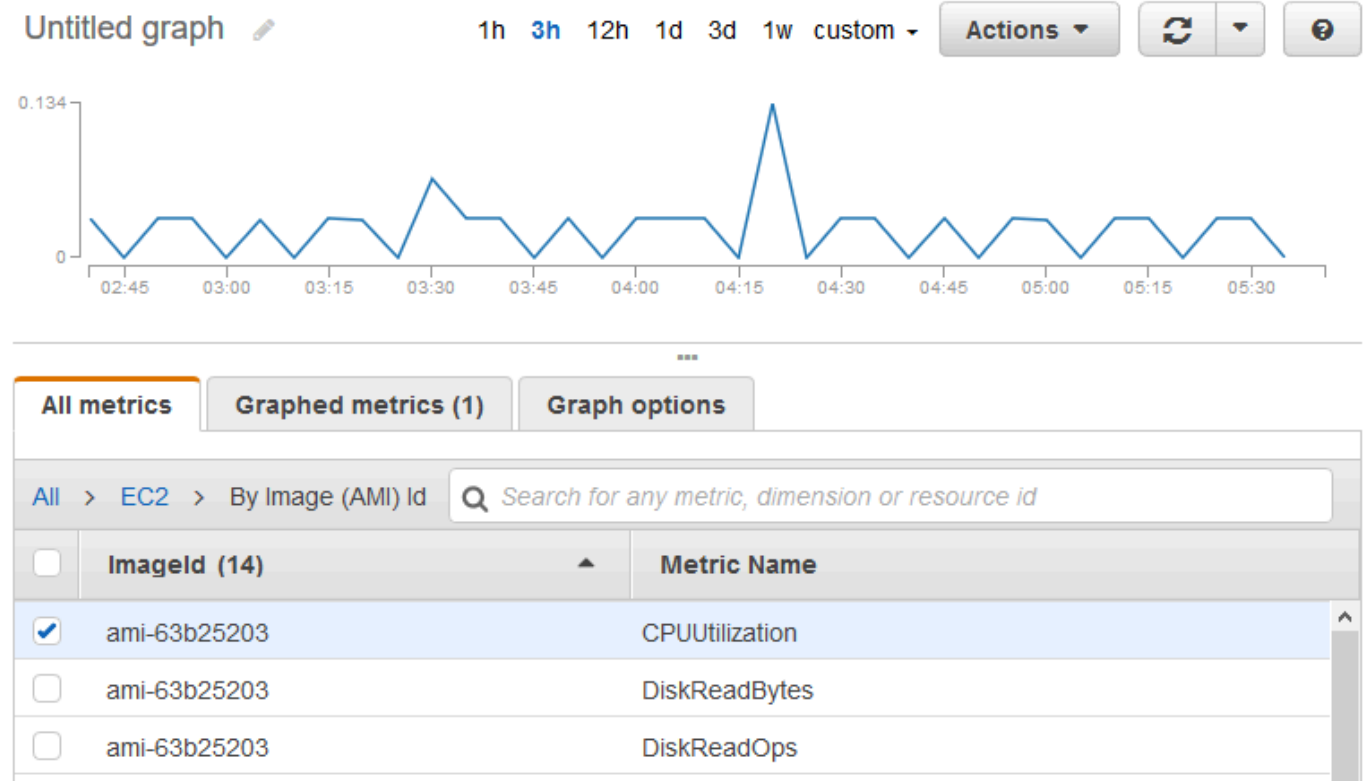 Untitled graph 1h 3h 12h 1d 3d 1w custom Actions
0.134
0
02:45 03:00 03:15 03:30 03:45 04:00 04:15 04:30 04:45 05:00 05:15 05:30
All metrics Graphed metrics (1) Graph options
All > EC2 > By Image (AMI) Id Search for any metric, dimension or resource id
ImageId (14) Metric Name
ami-63b25203 CPUUtilization
ami-63b25203 DiskReadBytes
ami-63b25203 DiskReadOps